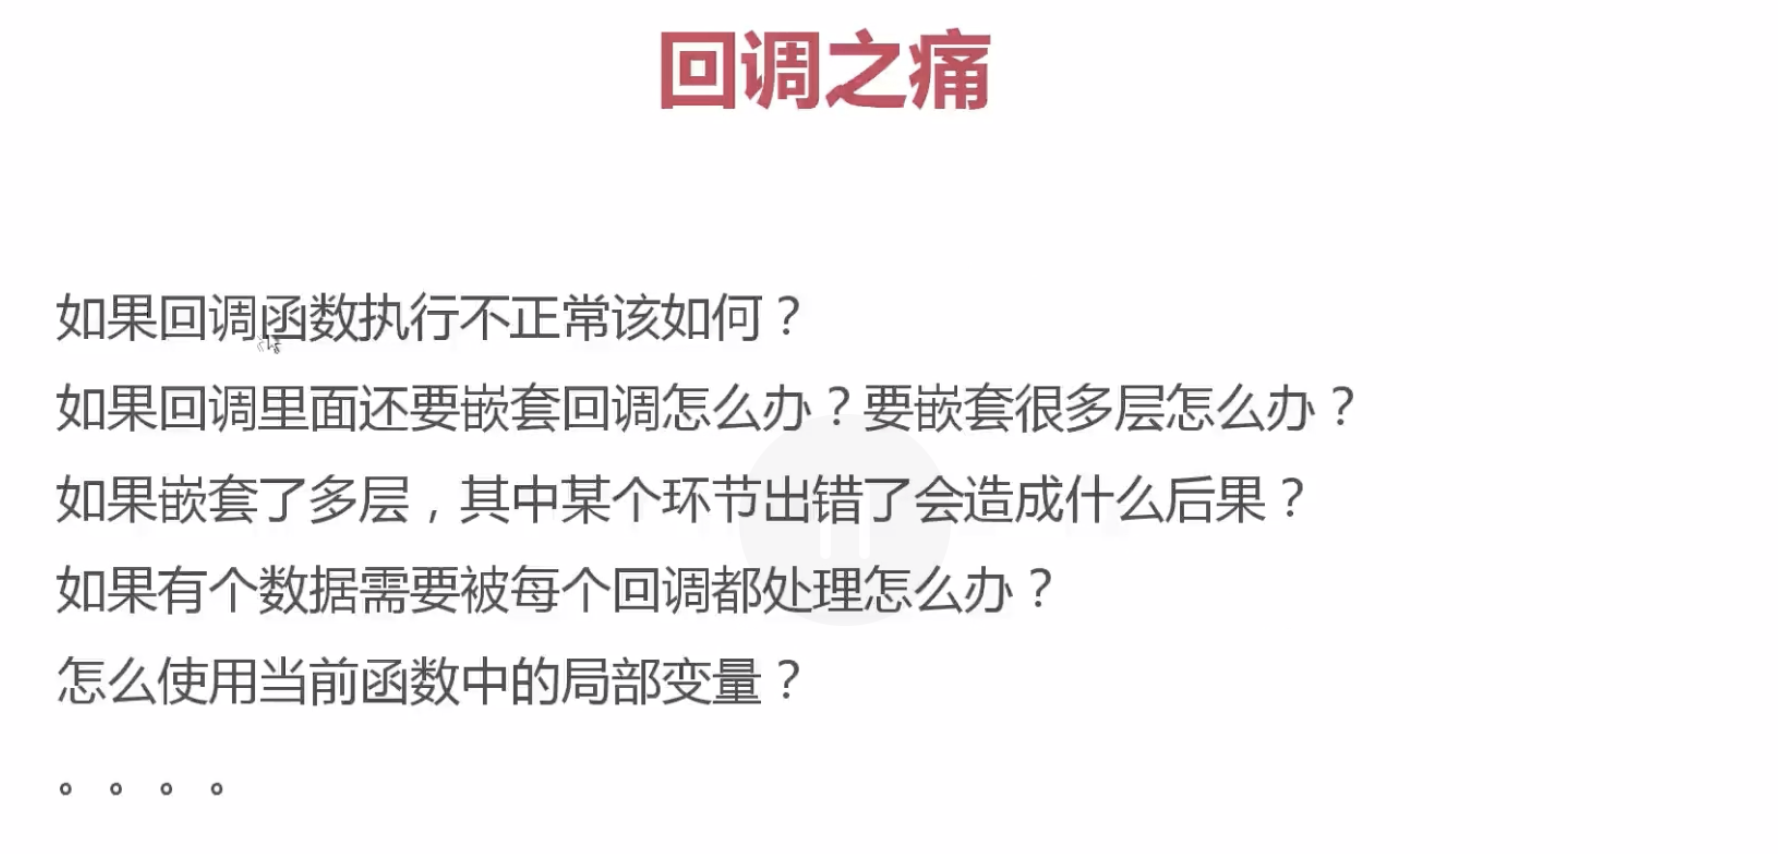 回调之痛
如果回调函数执行不正常该如何？
如果回调里面还要嵌套回调怎么办？要嵌套很多层怎么办？
如果嵌套了多层，其中某个环节出错了会造成什么后果？
如果有个数据需要被每个回调都处理怎么办？
怎么使用当前函数中的局部变量？
。。。。